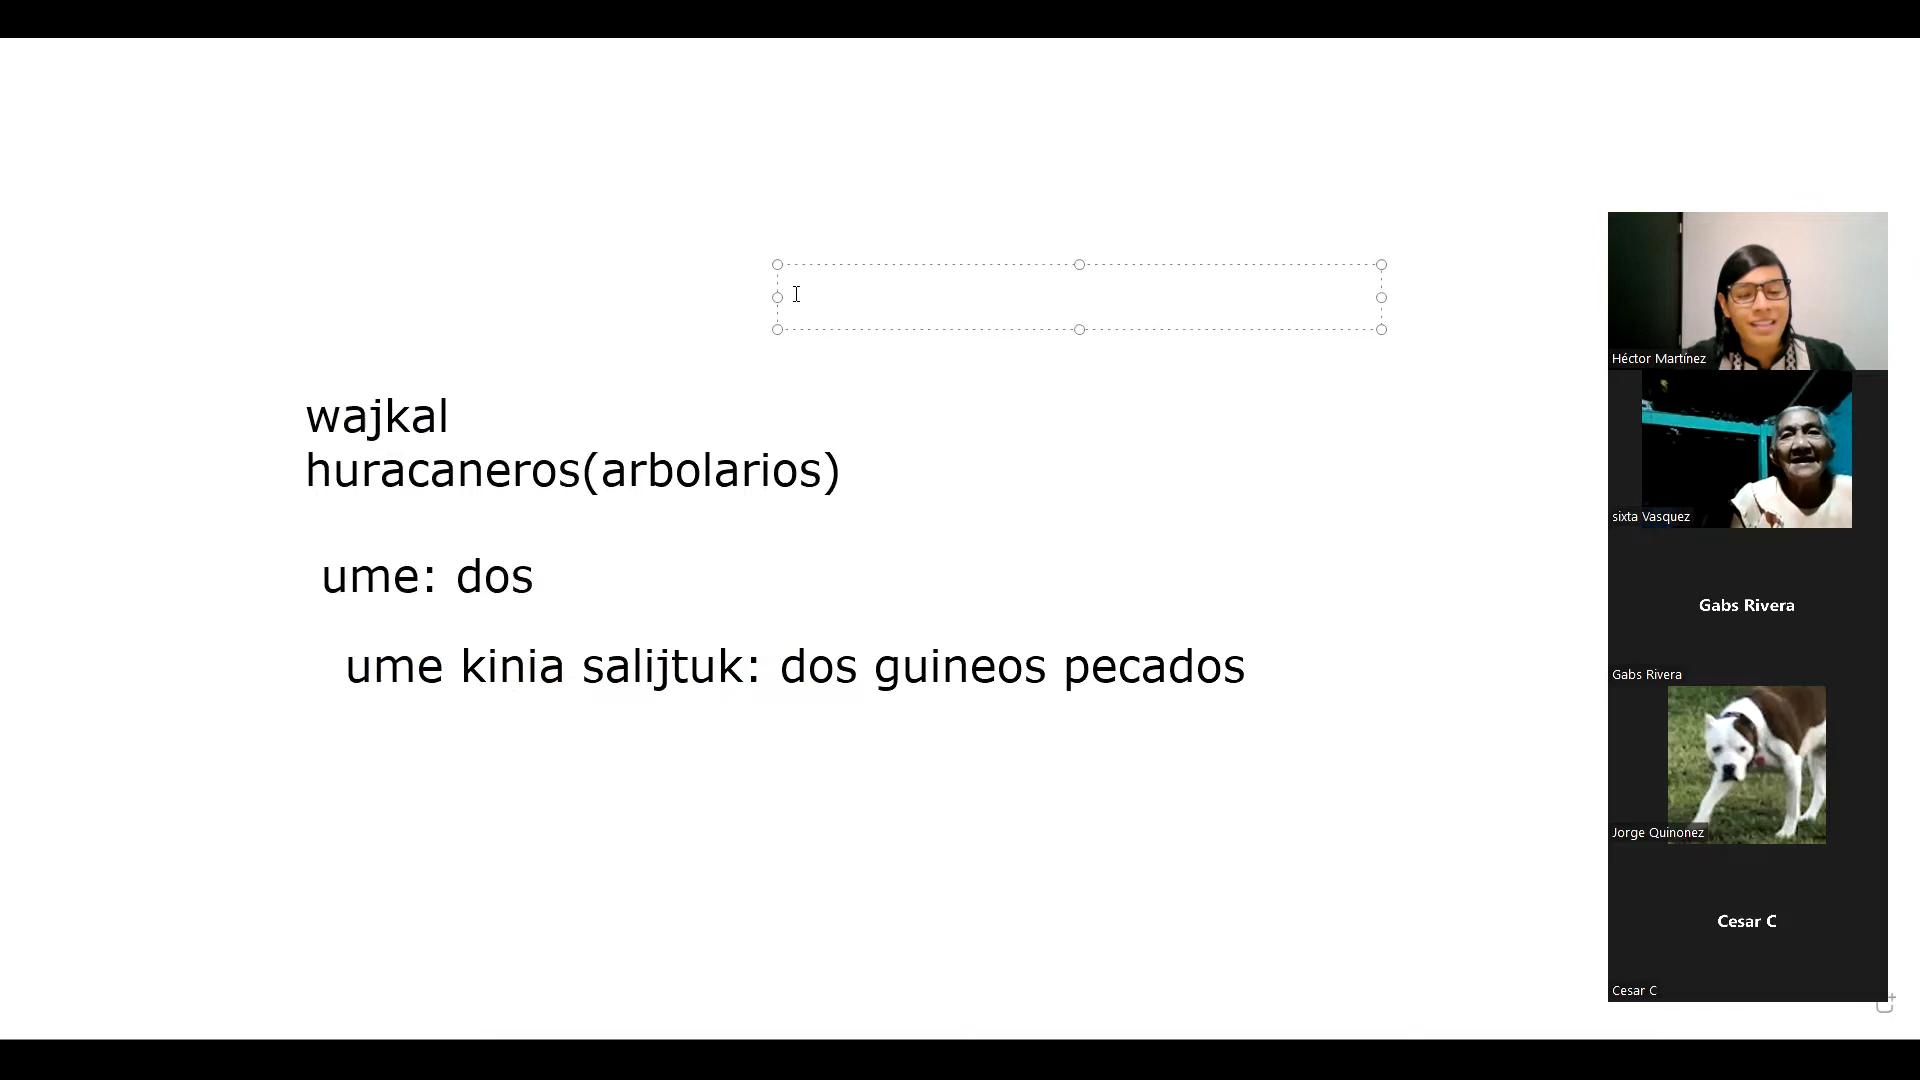 wajkal
huracaneros(arbolarios)
ume: dos
ume kinia salijtuk: dos guineos pecados
Héctor Martínez
sixta Vasquez
Gabs Rivera
Gabs Rivera
Jorge Quinonez
Cesar C
Cesar C